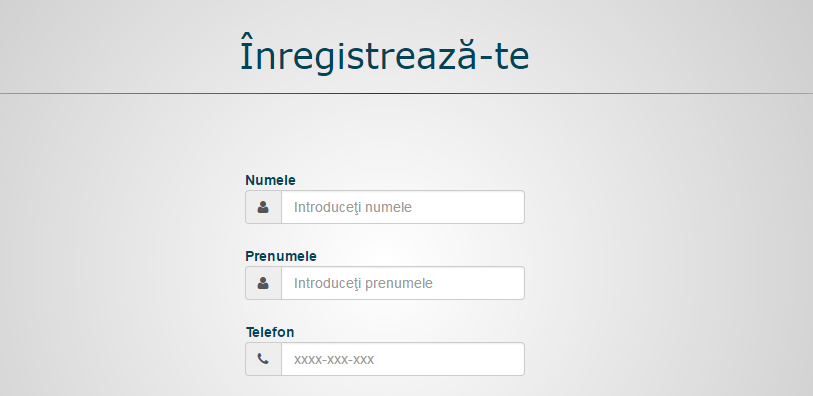 Înregistrează-te
Numele
Introduceţi numele
Prenumele
Introduceţi prenumele
Telefon
xxxx-xxx-xxx